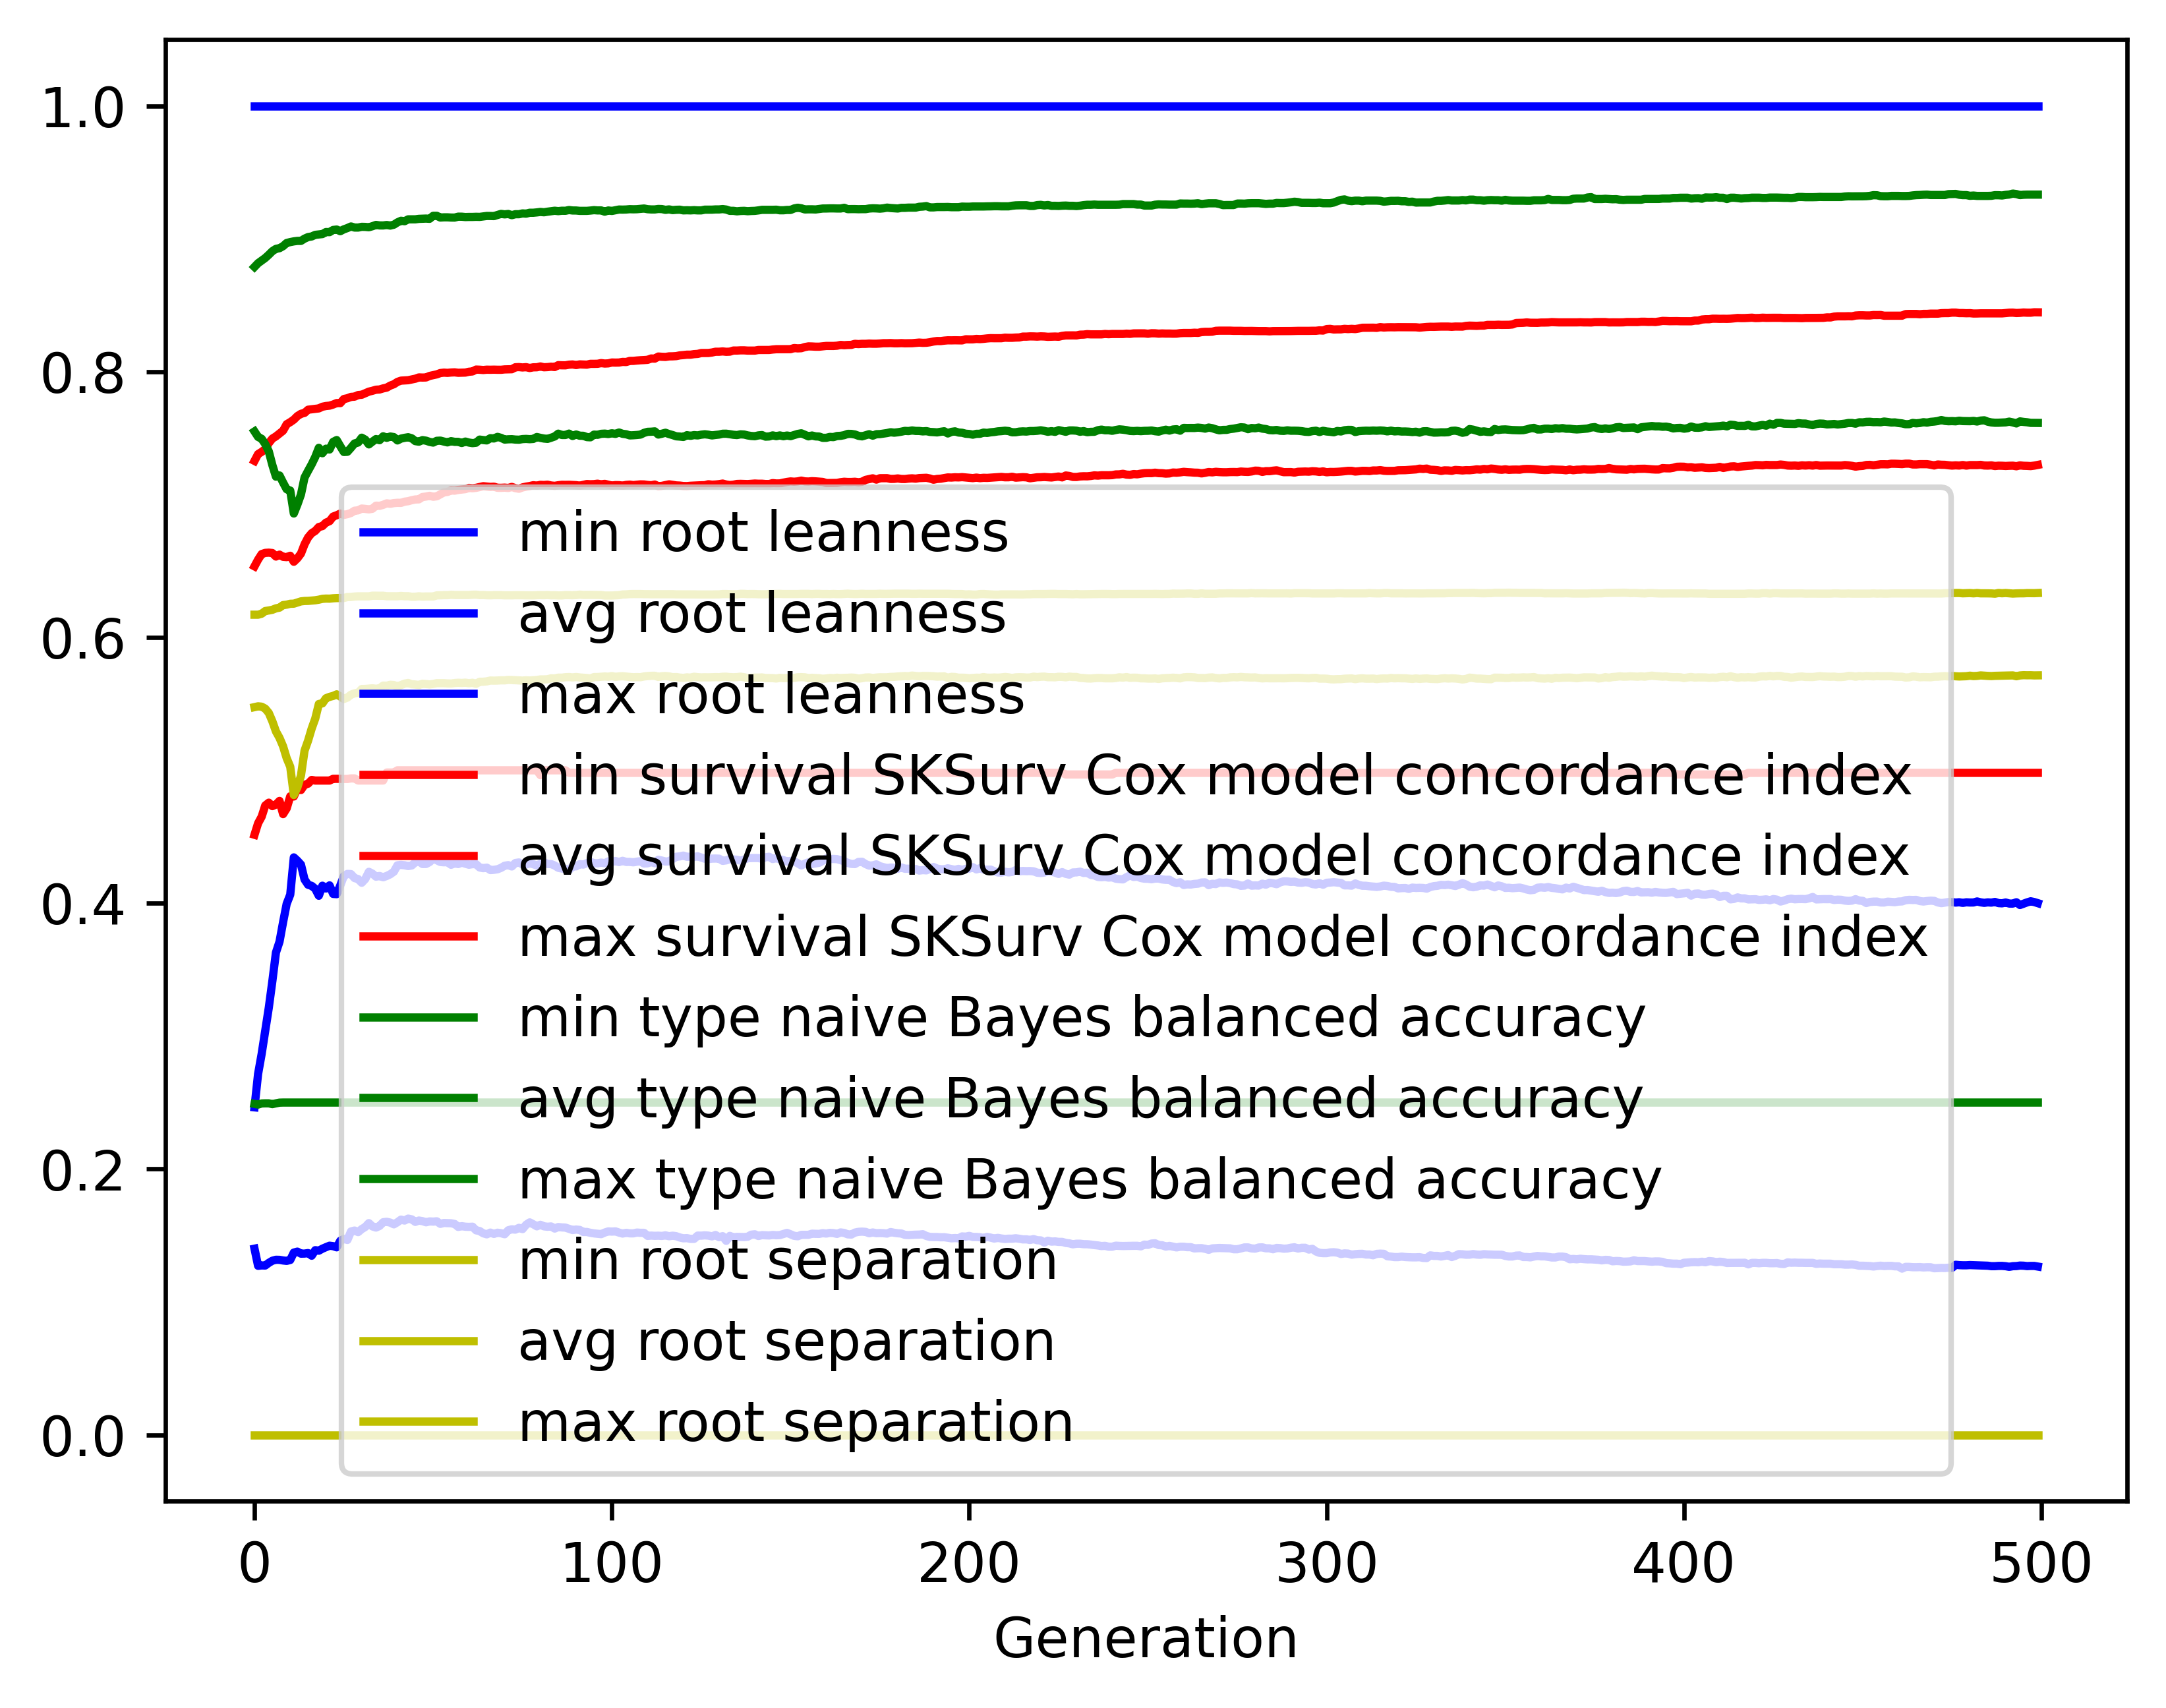 1.0
0.8
0.6
0.4
0.2
0.0
min root leanness
avg root leanness
max root leanness
min survival SKSurv Cox model concordance index
avg survival SKSurv Cox model concordance index
max survival SKSurv Cox model concordance index
min type naive Bayes balanced accuracy
avg type naive Bayes balanced accuracy
max type naive Bayes balanced accuracy
min root separation
avg root separation
max root separation
0 100 200 300 400 500
Generation